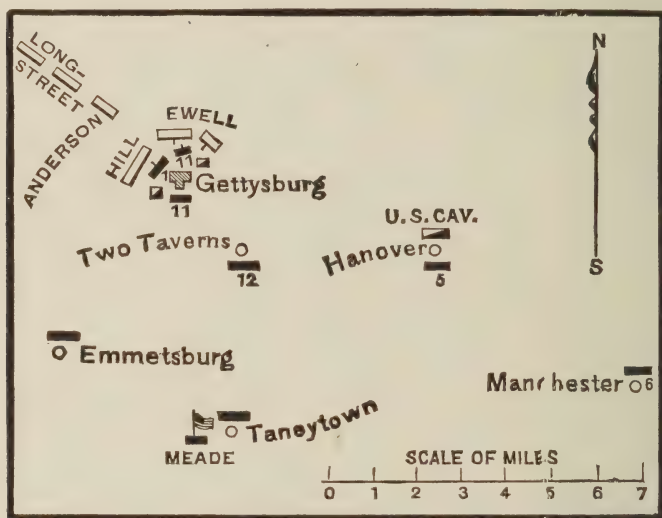 LONG-
STREET
ANDERSON
HILL
EWELL
11
1
Gettysburg
11
N
S
U.S. CAV.
Two Taverns
12
Hanover
5
Emmetsburg
Manchester
6
Taneytown
MEADE
SCALE OF MILES
0 1 2 3 4 5 6 7